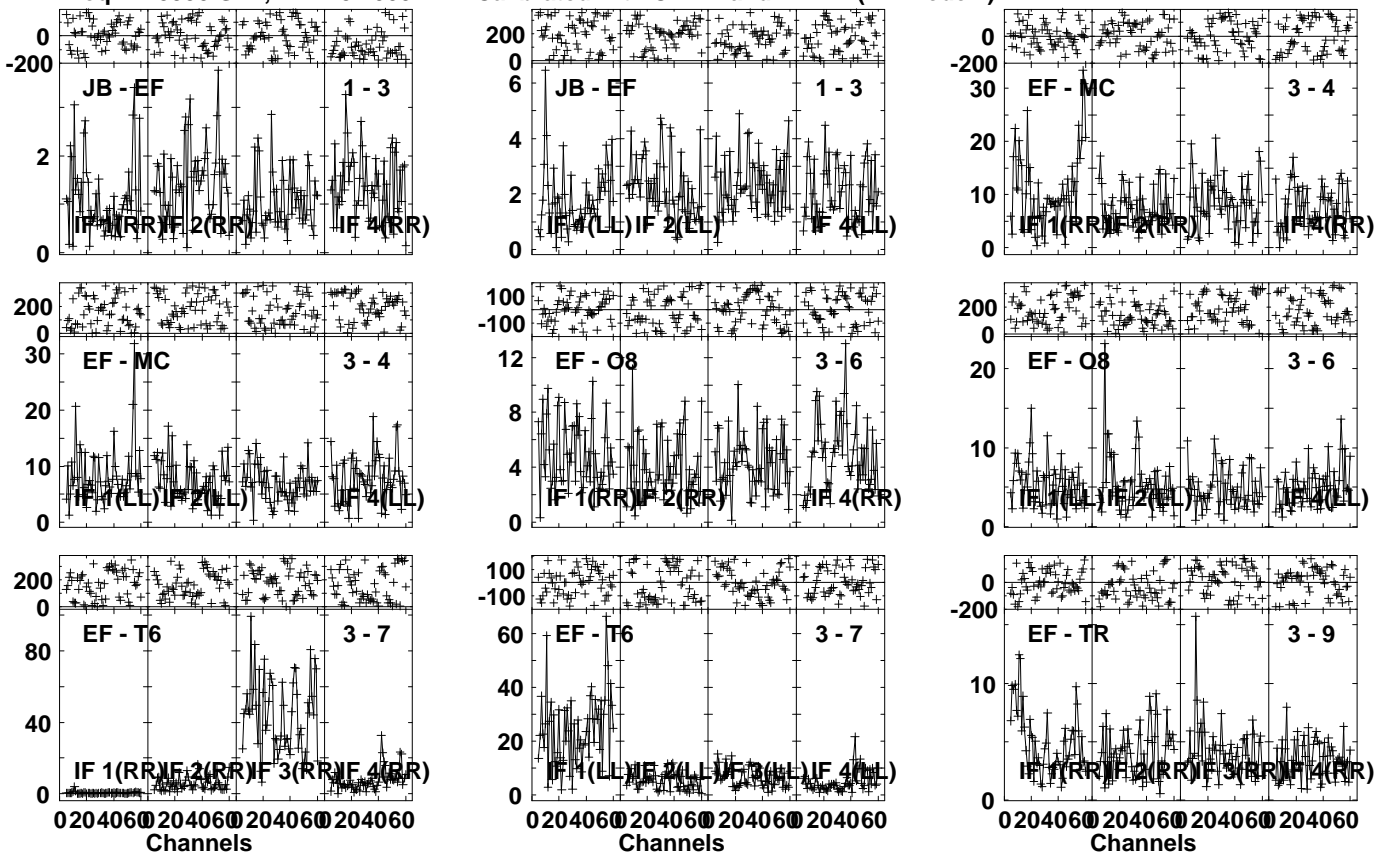 0 200 0
-200 0 -200
JB - EF 1 - 3 JB - EF 1 - 3 EF - MC 3 - 4
6 30
2 4 20
2 10
IF 1(RR) IF 2(RR) IF 4(RR) IF 1(LL) IF 2(LL) IF 4(LL) IF 1(RR) IF 2(RR) IF 4(RR)
0 0 0
200 100 200
0 -100 0
EF - MC 3 - 4 EF - O8 3 - 6 EF - O8 3 - 6
30 12 20
20 8
10 4 10
IF 1(LL) IF 2(LL) IF 4(LL) IF 1(RR) IF 2(RR) IF 4(RR) IF 1(LL) IF 2(LL) IF 4(LL)
0 0 0
200 100 0
0 -100 -200
EF - T6 3 - 7 EF - T6 3 - 7 EF - TR 3 - 9
80 60 10
40 40
20
IF 1(RR) IF 2(RR) IF 3(RR) IF 4(RR) IF 1(LL) IF 2(LL) IF 3(LL) IF 4(LL) IF 1(RR) IF 2(RR) IF 3(RR) IF 4(RR)
0 0 0
0 20 40 60 0 20 40 60 0 20 40 60 0 20 40 60 0 20 40 60 0 20 40 60 0 20 40 60 0 20 40 60 0 20 40 60 0 20 40 60 0 20 40 60 0 20 40 60
Channels Channels Channels